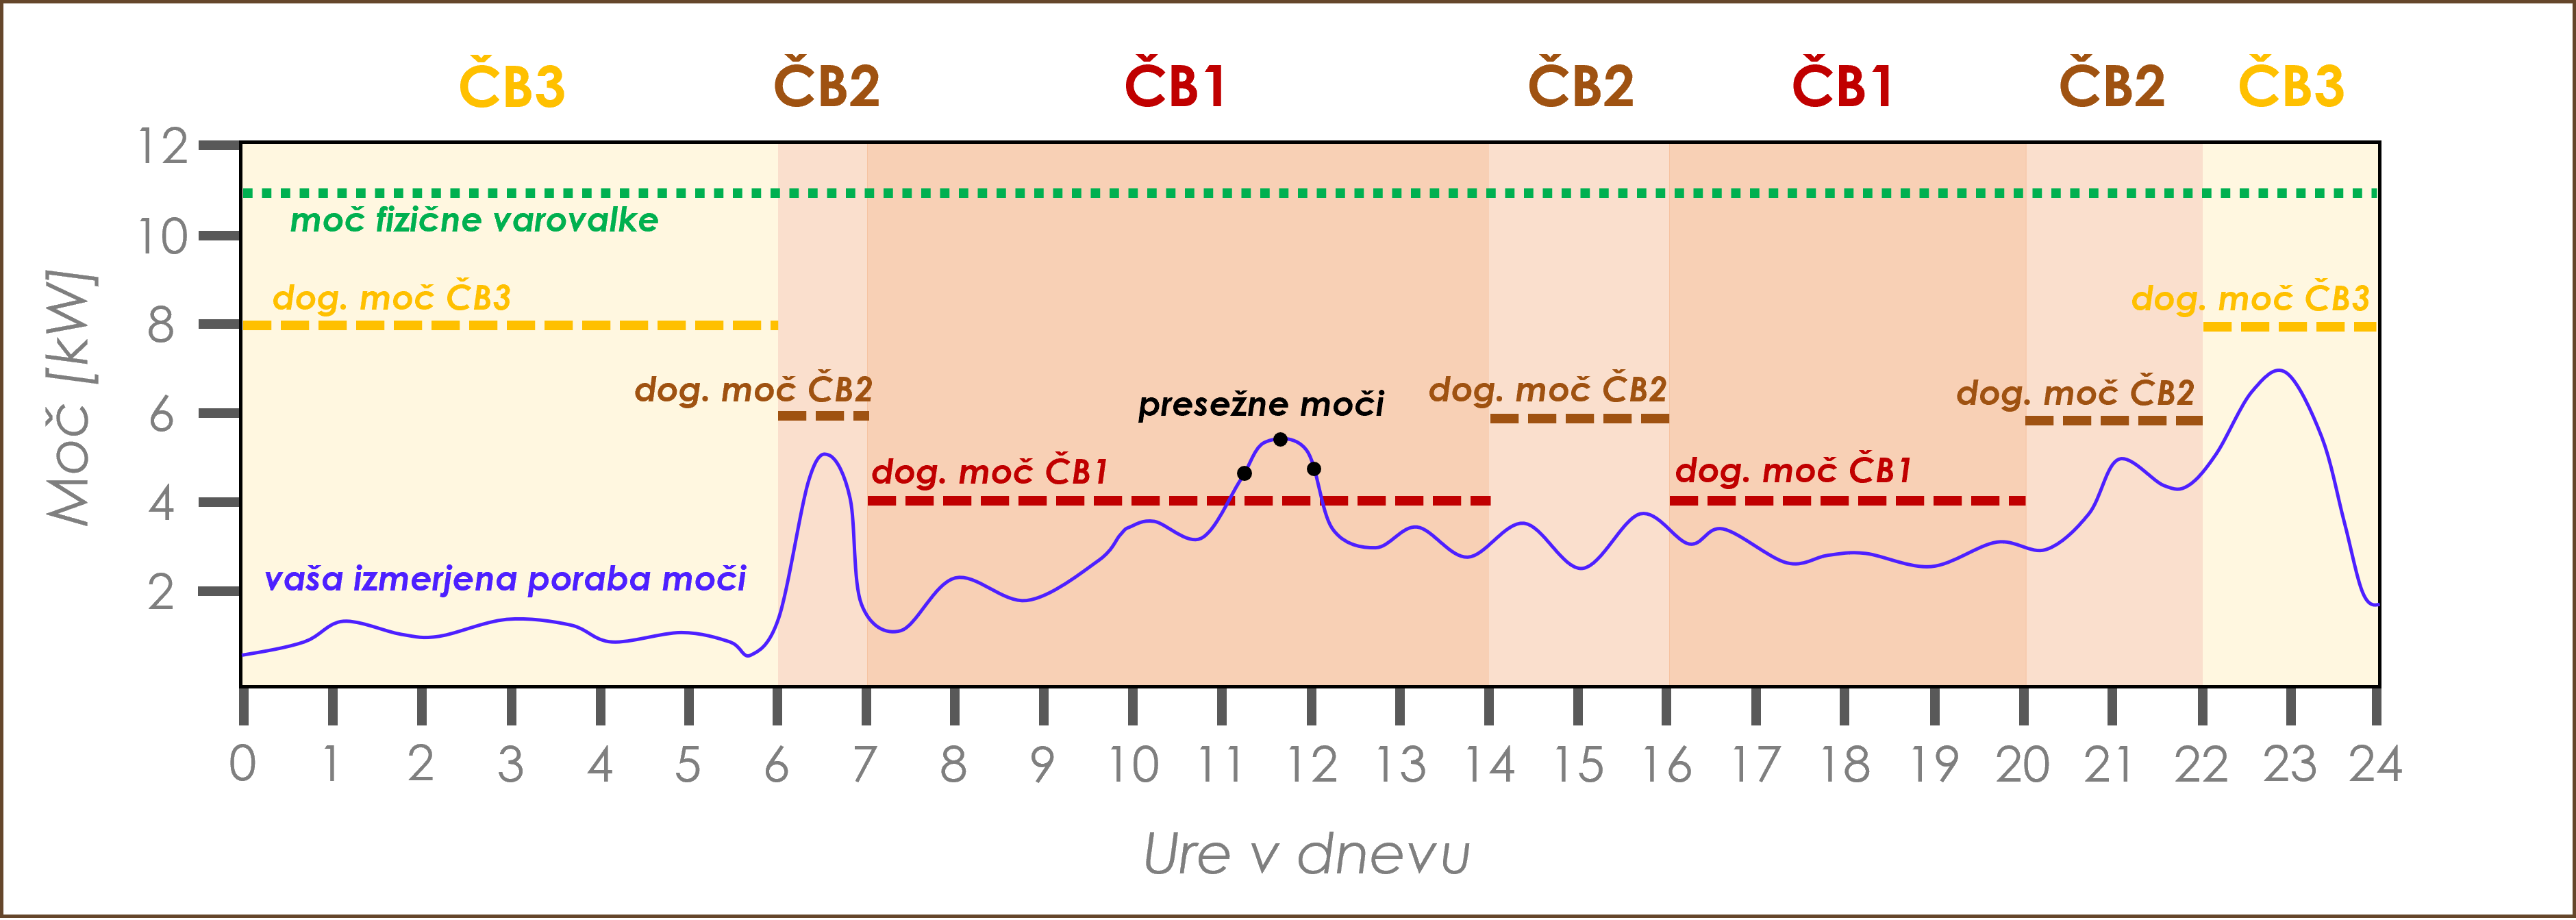 ČB3 ČB2 ČB1 ČB2 ČB1 ČB2 ČB3
12
moč fizične varovalke
10
dog. moč ČB3
dog. moč ČB3
8
dog. moč ČB2
presežne moči
dog. moč ČB2
dog. moč ČB2
6
dog. moč ČB1
dog. moč ČB1
4
vaša izmerjena poraba moči
2
Moč [kW]
0 1 2 3 4 5 6 7 8 9 10 11 12 13 14 15 16 17 18 19 20 21 22 23 24
Ure v dnevu